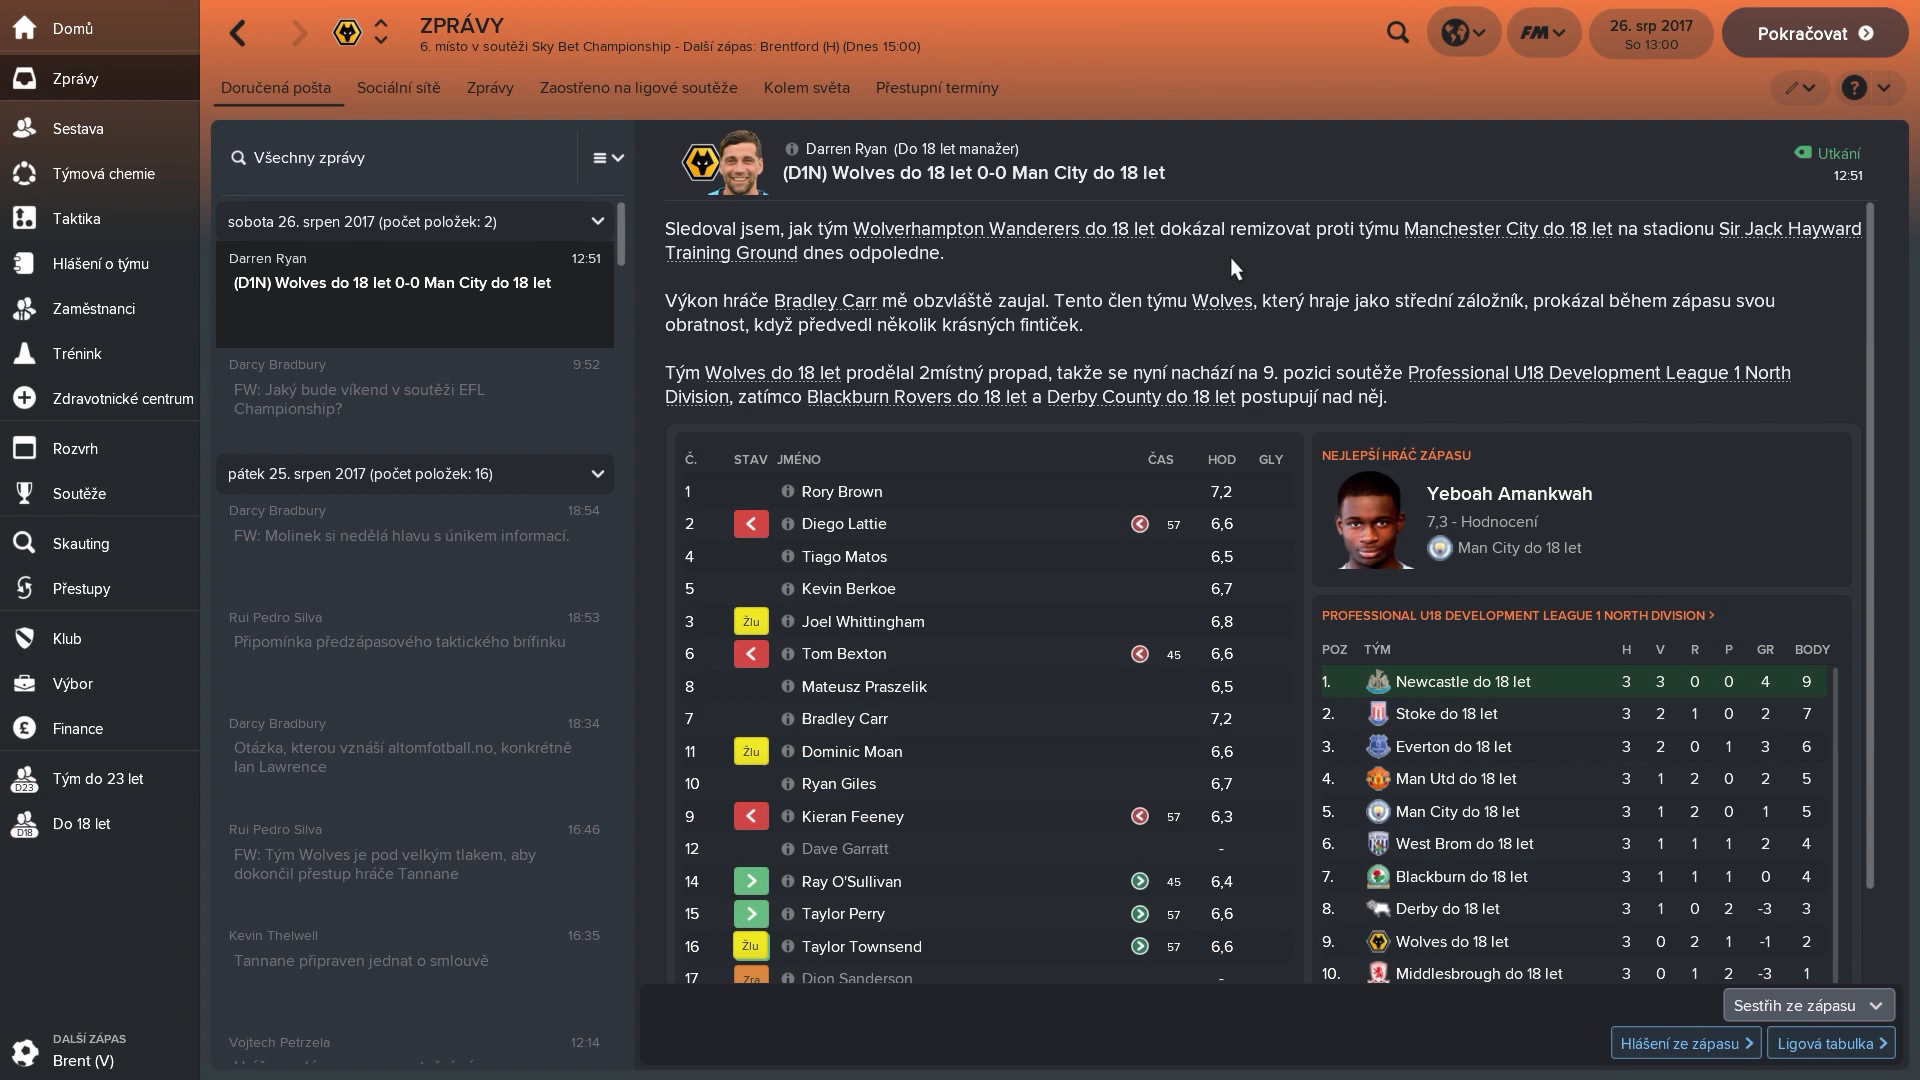 Domů
Zprávy
Sestava
Týmová chemie
Taktika
Hlášení o týmu
Zaměstnanci
Trénink
Zdravotnické centrum
Rozvrh
Soutěže
Skauting
Přestupy
Klub
Výbor
Finance
D23
Tým do 23 let
D18
Do 18 let
DALŠÍ ZÁPAS
Brent (V)
ZPRÁVY
6. místo v soutěži Sky Bet Championship - Další zápas: Brentford (H) (Dnes 15:00)
FM
26. srp 2017
So 13:00
Pokračovat
Doručená pošta Sociální sítě Zprávy Zaostřeno na ligové soutěže Kolem světa Přestupní termíny
?
Všechny zprávy
sobota 26. srpen 2017 (počet položek: 2)
Darren Ryan 12:51
(D1N) Wolves do 18 let 0-0 Man City do 18 let
Darcy Bradbury 9:52
FW: Jaký bude víkend v soutěži EFL
Championship?
pátek 25. srpen 2017 (počet položek: 16)
Darcy Bradbury 18:54
FW: Molinek si nedělá hlavu s únikem informací.
Rui Pedro Silva 18:53
Připomínka předzápasového taktického brífinku
Darcy Bradbury 18:34
Otázka, kterou vznáší altomfotball.no, konkrétně
Ian Lawrence
Rui Pedro Silva 16:46
FW: Tým Wolves je pod velkým tlakem, aby
dokončil přestup hráče Tannane
Kevin Thelwell 16:35
Tannane připraven jednat o smlouvě
Vojtech Petrzela 12:14
Darren Ryan (Do 18 let manažer)
(D1N) Wolves do 18 let 0-0 Man City do 18 let
Utkání
12:51
Sledoval jsem, jak tým Wolverhampton Wanderers do 18 let dokázal remizovat proti týmu Manchester City do 18 let na stadionu Sir Jack Hayward
Training Ground dnes odpoledne.
Výkon hráče Bradley Carr mě obzvláště zaujal. Tento člen týmu Wolves, který hraje jako střední záložník, prokázal během zápasu svou
obratnost, když předvedl několik krásných fintiček.
Tým Wolves do 18 let prodělal 2místný propad, takže se nyní nachází na 9. pozici soutěže Professional U18 Development League 1 North
Division, zatímco Blackburn Rovers do 18 let a Derby County do 18 let postupují nad něj.
Č. STAV JMÉNO ČAS HOD GLY
1 Rory Brown 7,2
2 Diego Lattie 57 6,6
4 Tiago Matos 6,5
5 Kevin Berkoe 6,7
3 Žlu Joel Whittingham 6,8
6 Tom Bexton 45 6,6
8 Mateusz Praszelik 6,5
7 Bradley Carr 7,2
11 Žlu Dominic Moan 6,6
10 Ryan Giles 6,7
9 Kieran Feeney 57 6,3
12 Dave Garratt -
14 Ray O'Sullivan 45 6,4
15 Taylor Perry 57 6,6
16 Žlu Taylor Townsend 57 6,6
17 Zra Dion Sanderson -
NEJLEPŠÍ HRÁČ ZÁPASU
Yeboah Amankwah
7,3 - Hodnocení
Man City do 18 let
PROFESSIONAL U18 DEVELOPMENT LEAGUE 1 NORTH DIVISION >
POZ TÝM H V R P GR BODY
1. Newcastle do 18 let 3 3 0 0 4 9
2. Stoke do 18 let 3 2 1 0 2 7
3. Everton do 18 let 3 2 0 1 3 6
4. Man Utd do 18 let 3 1 2 0 2 5
5. Man City do 18 let 3 1 2 0 1 5
6. West Brom do 18 let 3 1 1 1 2 4
7. Blackburn do 18 let 3 1 1 1 0 4
8. Derby do 18 let 3 1 0 2 -3 3
9. Wolves do 18 let 3 0 2 1 -1 2
10. Middlesbrough do 18 let 3 0 1 2 -3 1
Sestřih ze zápasu
Hlášení ze zápasu
Ligová tabulka